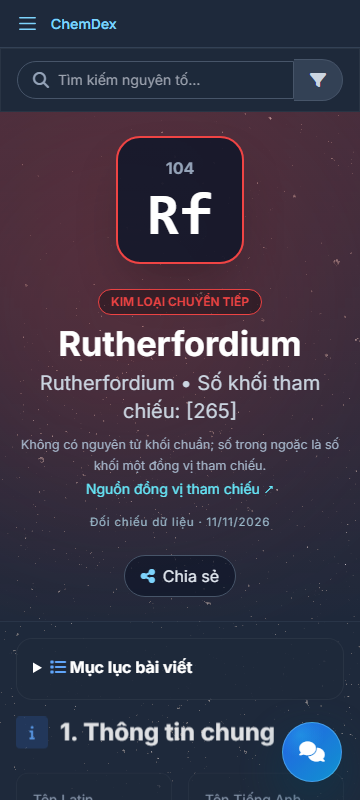 ChemDex
Tìm kiếm nguyên tố...
104
Rf
KIM LOẠI CHUYỂN TIẾP
Rutherfordium
Rutherfordium • Số khối tham
chiếu: [265]
Không có nguyên tử khối chuẩn; số trong ngoặc là số
khối một đồng vị tham chiếu.
Nguồn đồng vị tham chiếu ↗
Đối chiếu dữ liệu · 11/11/2026
Chia sẻ
Mục lục bài viết
1. Thông tin chung
Tên Latin
Tên Tiếng Anh